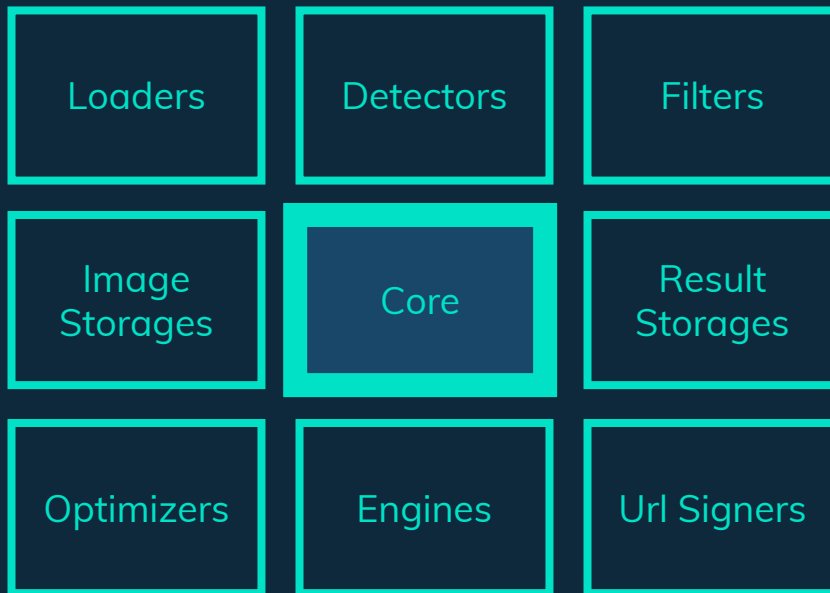 Loaders
Detectors
Filters
Image
Storages
Core
Result
Storages
Optimizers
Engines
Url Signers